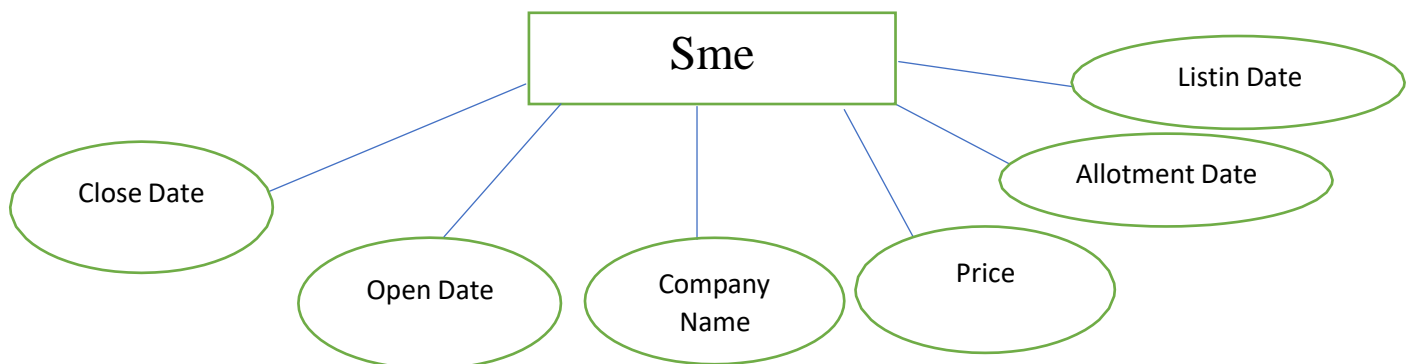 Sme
Listin Date
Allotment Date
Close Date
Open Date
Company
Name
Price